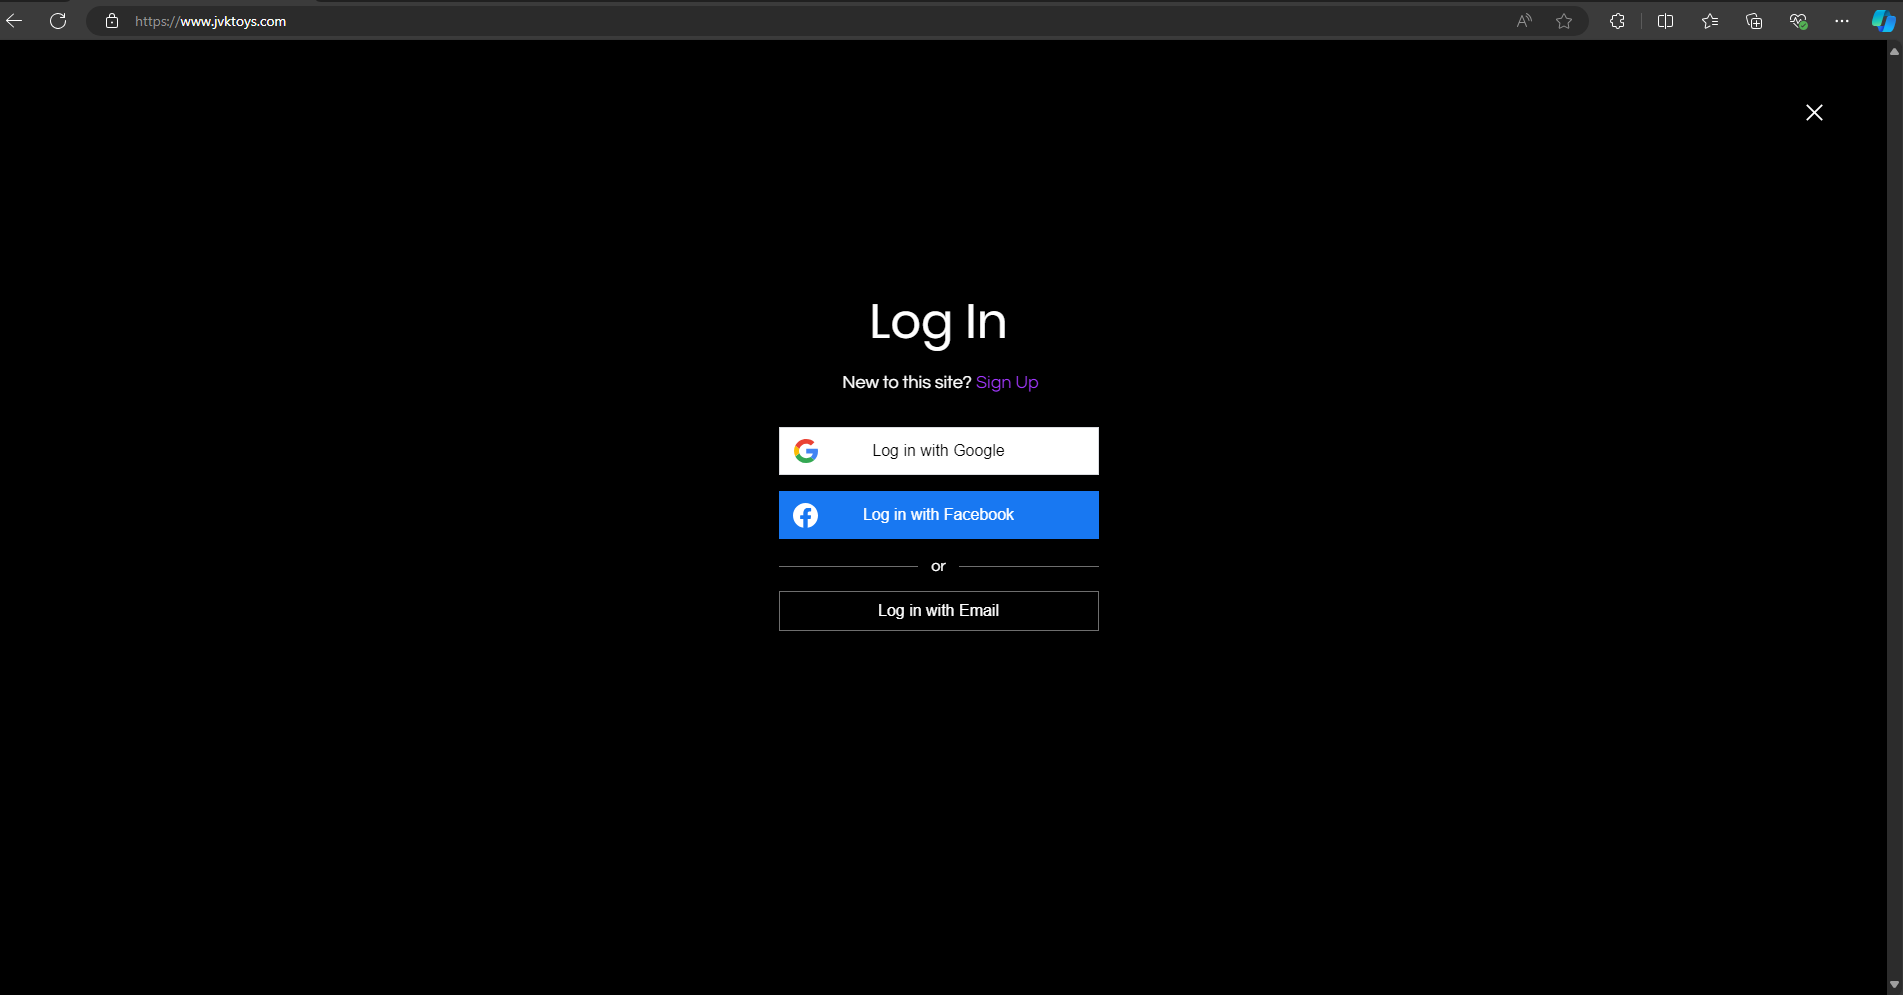 https://www.jvktoys.com
Log In
New to this site? Sign Up
Log in with Google
Log in with Facebook
or
Log in with Email